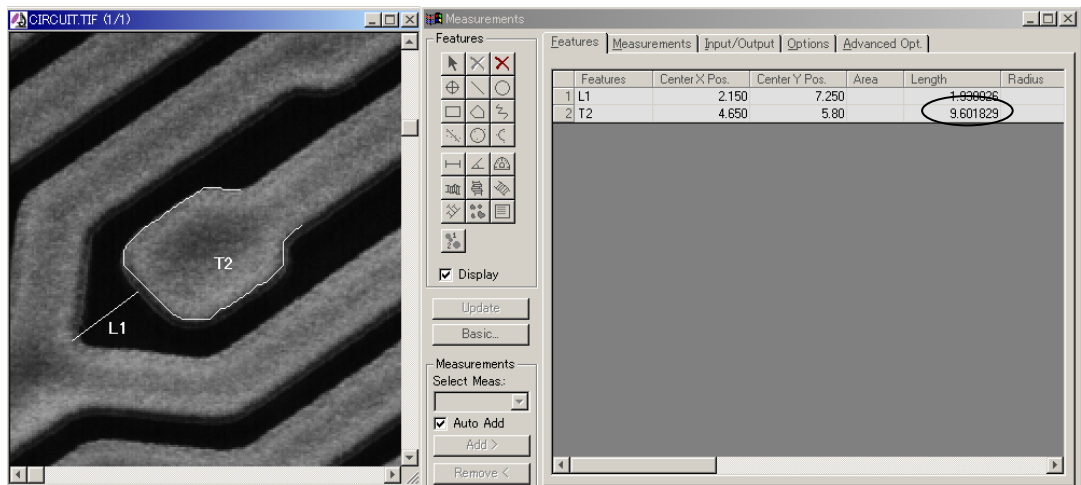 CIRCUIT.TIF (1/1)
T2
L1
Measurements
Features
Display
Update
Basic...
Measurements
Select Meas.:
Auto Add
Add >
Remove <
Features Measurements Input/Output Options Advanced Opt.
Features Center X Pos. Center Y Pos. Area Length Radius
1 L1 2.150 7.250 1.930026
2 T2 4.650 5.80 9.601829